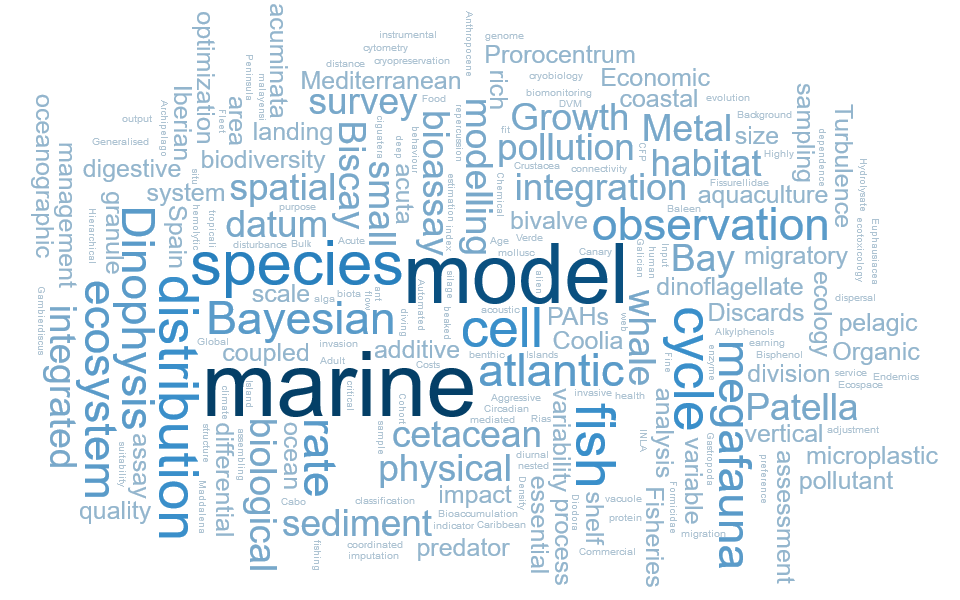 marine
model
species
cell
cycle
fish
distribution
Dinophysis
ecosystem
observation
megafauna
atlantic
Bayesian
rate
datum
spatial
Biscay
small
bioassay
modelling
Growth
pollution
integration
Metal
habitat
Bay
whale
Patella
cetacean
physical
sediment
biological
integrated
survey
acuminata
optimization
Mediterranean
Prorocentrum
rich
Economic
coastal
size
sampling
Turbulence
aquaculture
bivalve
migratory
dinoflagellate
Discards
ecology
pelagic
Organic
division
vertical
microplastic
pollutant
assessment
variable
analysis
Fisheries
shelf
process
variability
essential
predator
impact
additive
coupled
scale
PAHs
Coolia
ocean
differential
assay
quality
granule
Spain
system
digestive
biodiversity
landing
area
Iberian
management
oceanographic
acuta
instrumental
cytometry
cryopreservation
distance
Anthropocene
genome
cryobiology
biomonitoring
DVM
evolution
Background
Food
Peninsula
malayensi
Fleet
output
Generalised
Archipelago
situ
hemolytic
tropicali
purpose
disturbance
Bulk
Acute
ciguatera
deep
behaviour
repercussion
estimation
index
Chemical
fit
Crustacea
connectivity
CFP
Fissurellidae
Highly
dependence
Hydrolysate
ecotoxicology
Euphausiacea
Baleen
Age
Verde
molluso
Canary
Galician
human
Input
alien
acoustic
silage
beaked
Automated
diving
ant
flow
biota
alga
invasion
Global
Adult
Costs
benthic
Islands
web
Fine
enzyme
Alkylphenols
earning
Bisphenol
service
Ecospace
Endemics
dispersal
adjustment
preference
Gastropoda
Formicidae
migration
INLA
health
invasive
Aggressive
Circadian
mediated
Rias
diurnal
nested
Density
Diodora
vacuole
protein
Commercial
Bioaccumulation
indicator
Caribbean
classification
coordinated
imputation
fishing
Cabo
sample
Cohort
critical
Island
climate
assembling
structure
Maddalena
suitability
Gambierdiscus
Hierarchical